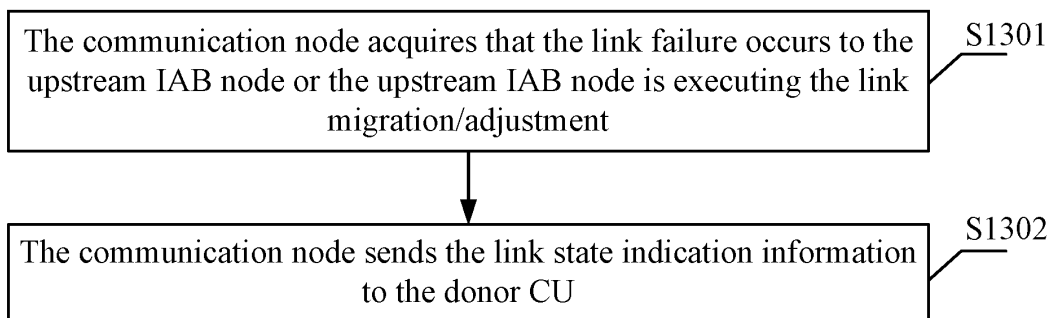 The communication node acquires that the link failure occurs to the
upstream IAB node or the upstream IAB node is executing the link
migration/adjustment
S1301
The communication node sends the link state indication information
to the donor CU
S1302